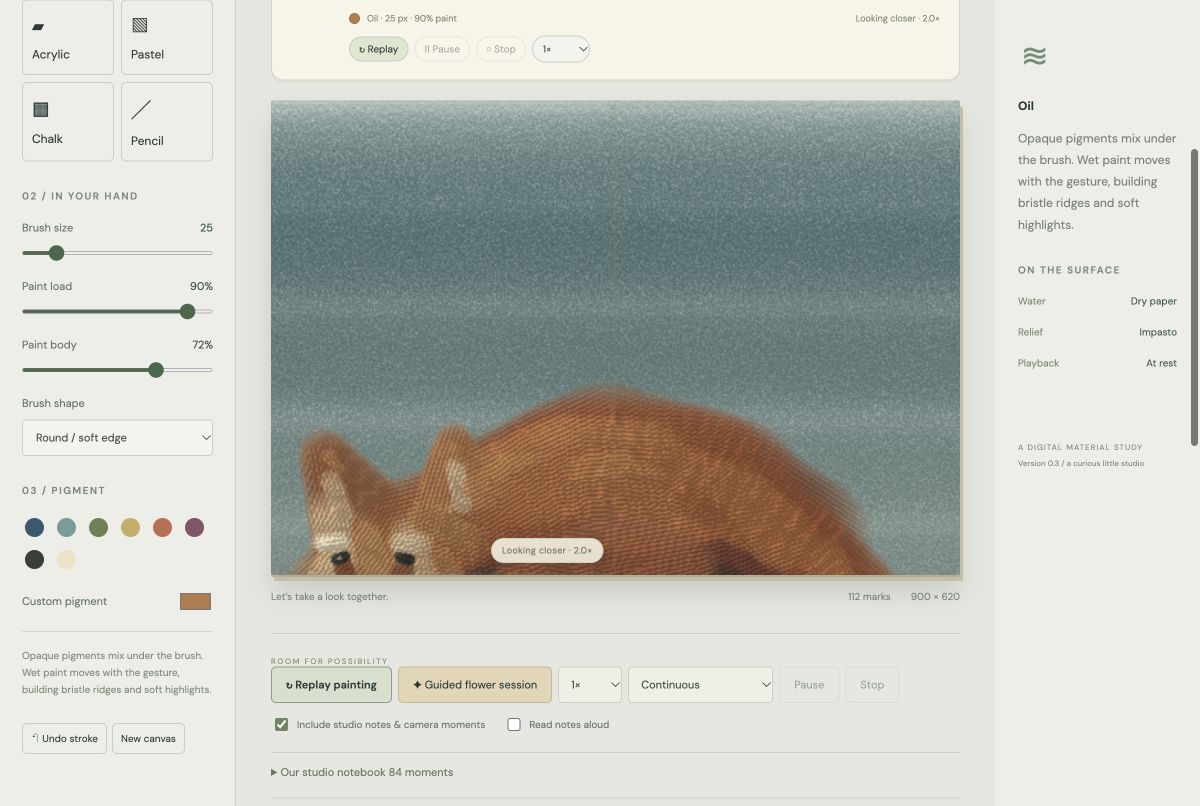 Acrylic
Pastel
Chalk
Pencil
02 / IN YOUR HAND
Brush size 25
Paint load 90%
Paint body 72%
Brush shape
Round / soft edge
03 / PIGMENT
Custom pigment
Opaque pigments mix under the brush.
Wet paint moves with the gesture,
building bristle ridges and soft highlights.
Undo stroke
New canvas
Oil · 25 px · 90% paint
Looking closer · 2.0×
↻ Replay
II Pause
Stop
1×
Looking closer · 2.0×
Let's take a look together.
112 marks
900 × 620
ROOM FOR POSSIBILITY
↻ Replay painting
✦ Guided flower session
1×
Continuous
Pause
Stop
Include studio notes & camera moments
Read notes aloud
Our studio notebook 84 moments
Oil
Opaque pigments mix under
the brush. Wet paint moves
with the gesture, building
bristle ridges and soft
highlights.
ON THE SURFACE
Water Dry paper
Relief Impasto
Playback At rest
A DIGITAL MATERIAL STUDY
Version 0.3 / a curious little studio